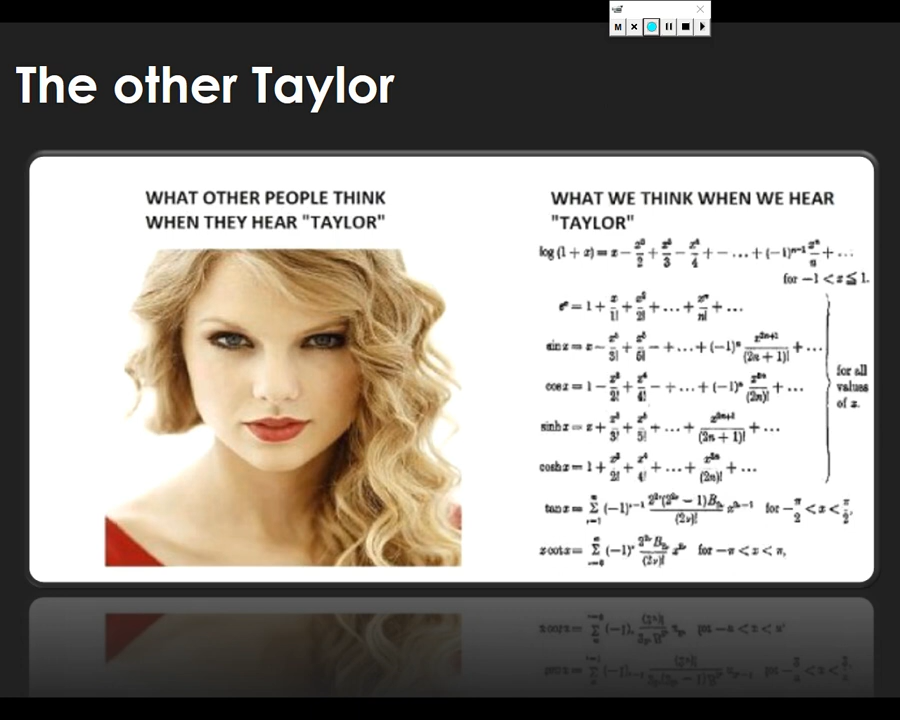 M
The other Taylor
WHAT OTHER PEOPLE THINK
WHEN THEY HEAR "TAYLOR"
WHAT WE THINK WHEN WE HEAR
"TAYLOR"
log (1 + x) = x − x²/2 + x³/3 − x⁴/4 + − … + (−1)ⁿ⁻¹ xⁿ/n + …
for −1 < x ≦ 1.
eˣ = 1 + x/1! + x²/2! + … + xⁿ/n! + …
sin x = x − x³/3! + x⁵/5! − + … + (−1)ⁿ x²ⁿ⁺¹/(2n + 1)! + …
cos x = 1 − x²/2! + x⁴/4! − + … + (−1)ⁿ x²ⁿ/(2n)! + …
sinh x = x + x³/3! + x⁵/5! + … + x²ⁿ⁺¹/(2n + 1)! + …
cosh x = 1 + x²/2! + x⁴/4! + … + x²ⁿ/(2n)! + …
for all
values
of x.
for −π/2 < x < π/2,
for −π < x < π,